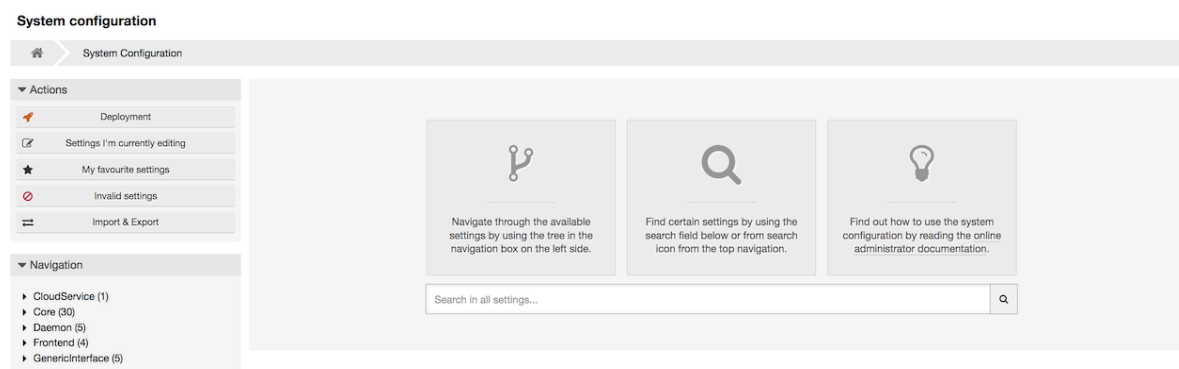 System configuration
System Configuration
Actions
Deployment
Settings I'm currently editing
My favourite settings
Invalid settings
Import & Export
Navigation
CloudService (1)
Core (30)
Daemon (5)
Frontend (4)
GenericInterface (5)
Navigate through the available
settings by using the tree in the
navigation box on the left side.
Find certain settings by using the
search field below or from search
icon from the top navigation.
Find out how to use the system
configuration by reading the online
administrator documentation.
Search in all settings...